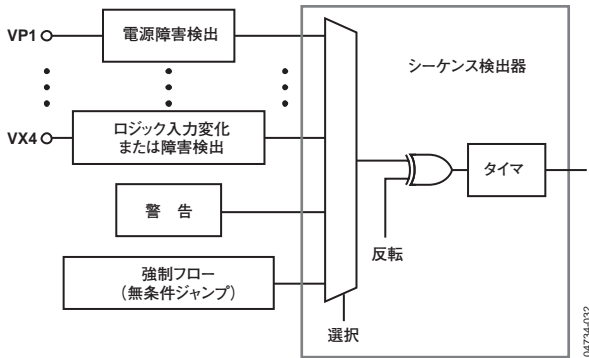 VP1
電源障害検出
シーケンス検出器
VX4
ロジック入力変化
または障害検出
タイマ
警 告
反転
強制フロー
(無条件ジャンプ)
選択
04734-032